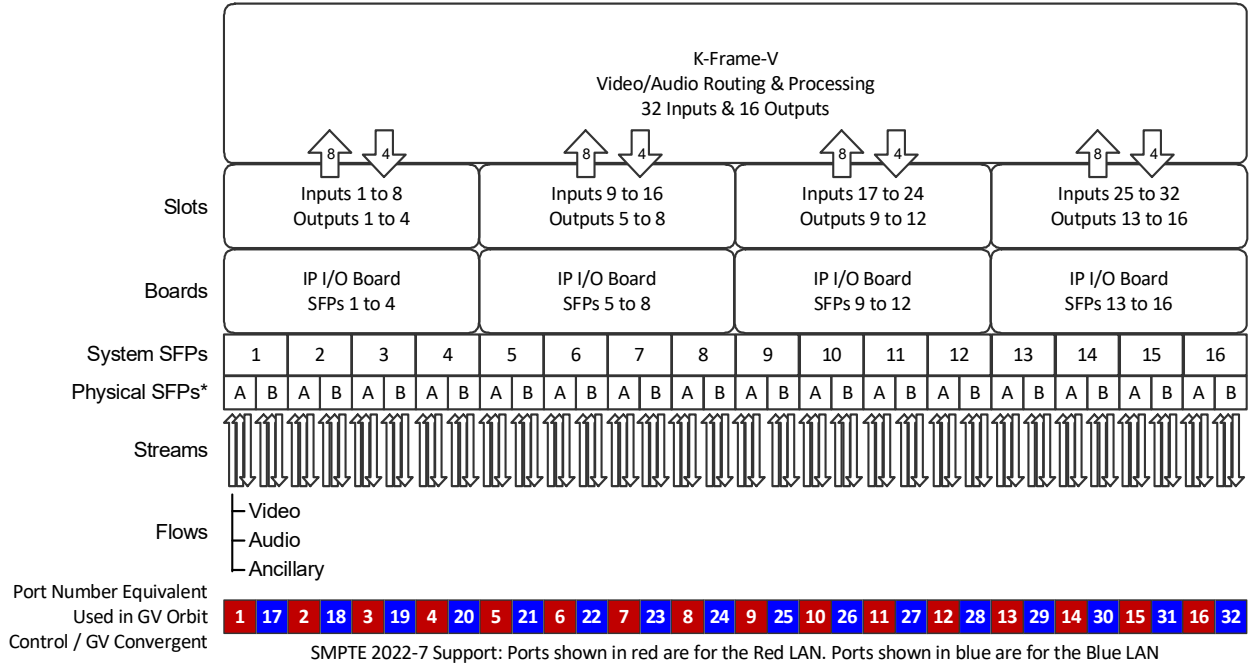 K-Frame-V
Video/Audio Routing & Processing
32 Inputs & 16 Outputs
8 4 8 4 8 4 8 4
Slots
Inputs 1 to 8
Outputs 1 to 4
Inputs 9 to 16
Outputs 5 to 8
Inputs 17 to 24
Outputs 9 to 12
Inputs 25 to 32
Outputs 13 to 16
Boards
IP I/O Board
SFPs 1 to 4
IP I/O Board
SFPs 5 to 8
IP I/O Board
SFPs 9 to 12
IP I/O Board
SFPs 13 to 16
System SFPs 1 2 3 4 5 6 7 8 9 10 11 12 13 14 15 16
Physical SFPs* A B A B A B A B A B A B A B A B A B A B A B A B A B A B A B A B
Streams
Flows
Video
Audio
Ancillary
Port Number Equivalent
Used in GV Orbit
Control / GV Convergent
1 17 2 18 3 19 4 20 5 21 6 22 7 23 8 24 9 25 10 26 11 27 12 28 13 29 14 30 15 31 16 32
SMPTE 2022-7 Support: Ports shown in red are for the Red LAN. Ports shown in blue are for the Blue LAN